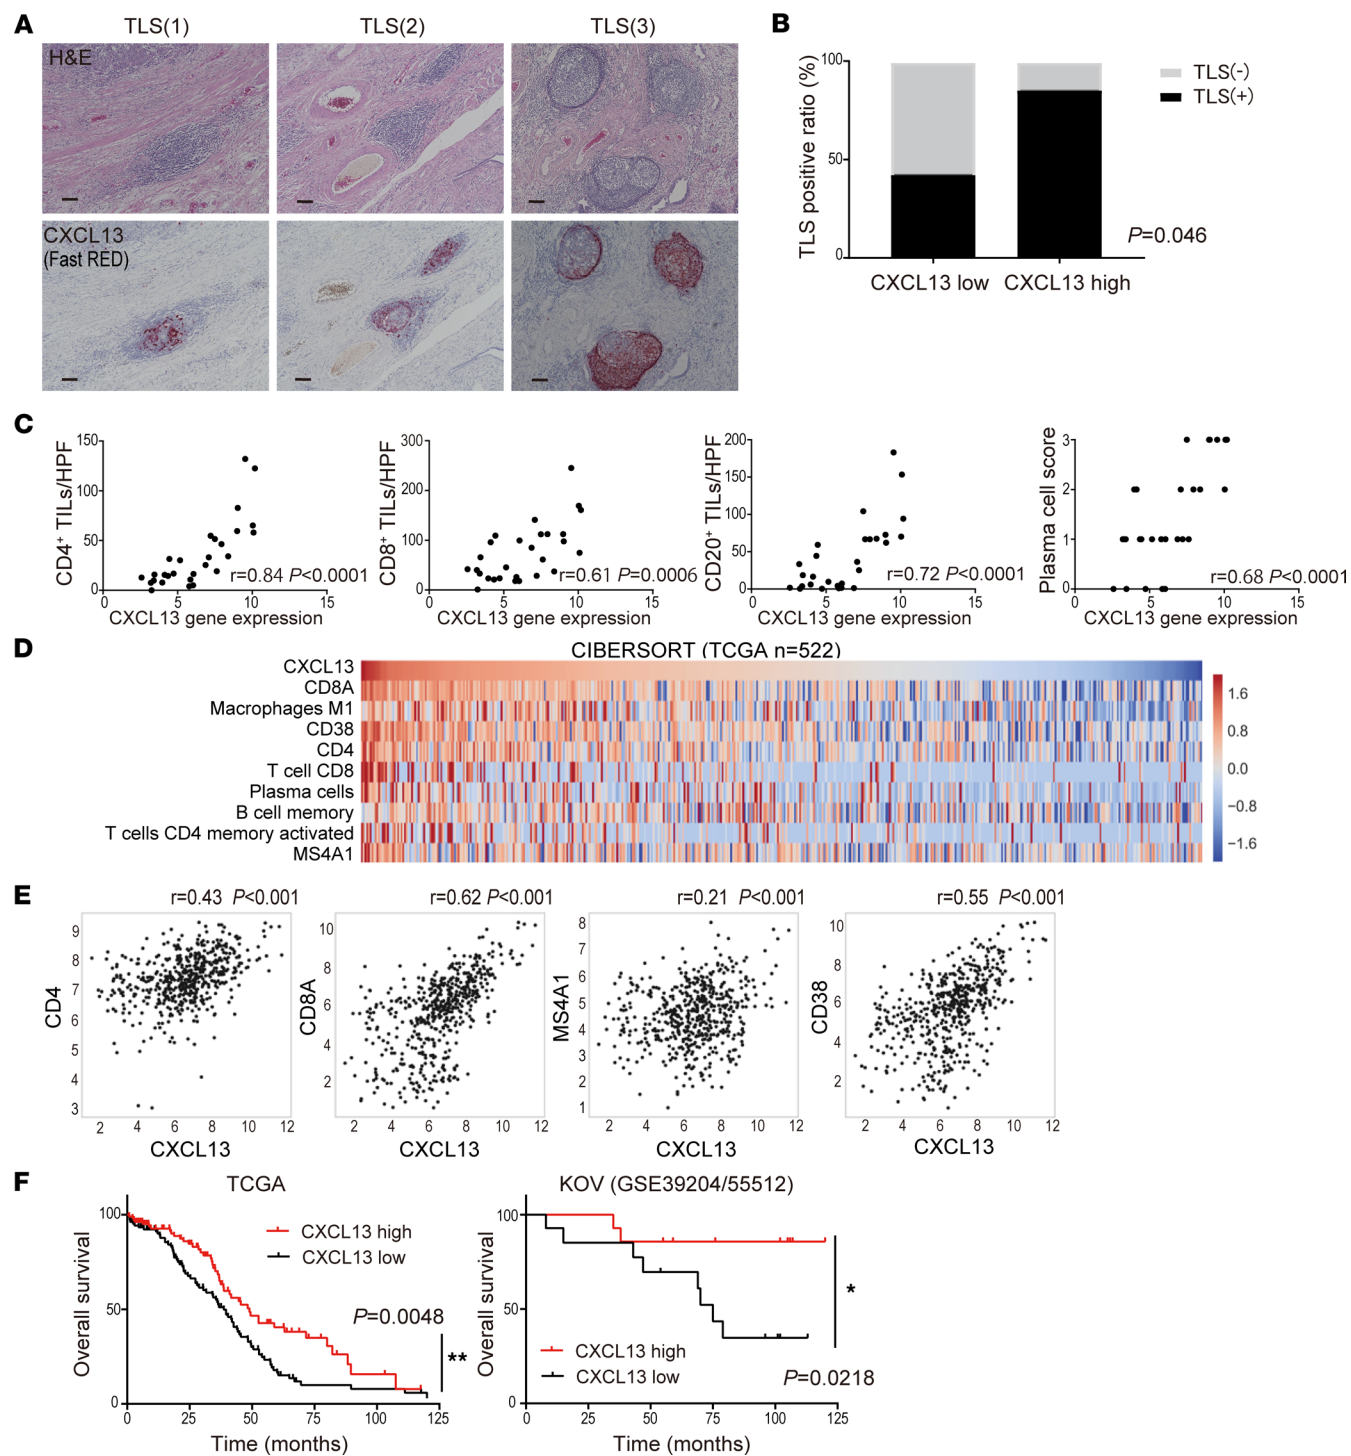 A
TLS(1) TLS(2) TLS(3)
H&E
CXCL13
(Fast RED)
B
TLS positive ratio (%)
100
50
0
CXCL13 low CXCL13 high
TLS(-)
TLS(+)
P=0.046
C
CD4+ TILs/HPF
150
100
50
0
0 5 10 15
r=0.84 P<0.0001
CXCL13 gene expression
CD8+ TILs/HPF
300
200
100
0
0 5 10 15
r=0.61 P=0.0006
CXCL13 gene expression
CD20+ TILs/HPF
200
150
100
50
0
0 5 10 15
r=0.72 P<0.0001
CXCL13 gene expression
Plasma cell score
3
2
1
0
0 5 10 15
r=0.68 P<0.0001
CXCL13 gene expression
D
CIBERSORT (TCGA n=522)
CXCL13
CD8A
Macrophages M1
CD38
CD4
T cell CD8
Plasma cells
B cell memory
T cells CD4 memory activated
MS4A1
1.6
0.8
0.0
−0.8
−1.6
E
r=0.43 P<0.001
CD4
9
8
7
6
5
4
3
2 4 6 8 10 12
CXCL13
r=0.62 P<0.001
CD8A
10
8
6
4
2
2 4 6 8 10 12
CXCL13
r=0.21 P<0.001
MS4A1
8
7
6
5
4
3
2
1
2 4 6 8 10 12
CXCL13
r=0.55 P<0.001
CD38
10
8
6
4
2
2 4 6 8 10 12
CXCL13
F
TCGA
Overall survival
100
50
0
0 25 50 75 100 125
Time (months)
CXCL13 high
CXCL13 low
P=0.0048
**
KOV (GSE39204/55512)
Overall survival
100
50
0
0 25 50 75 100 125
Time (months)
CXCL13 high
CXCL13 low
P=0.0218
*